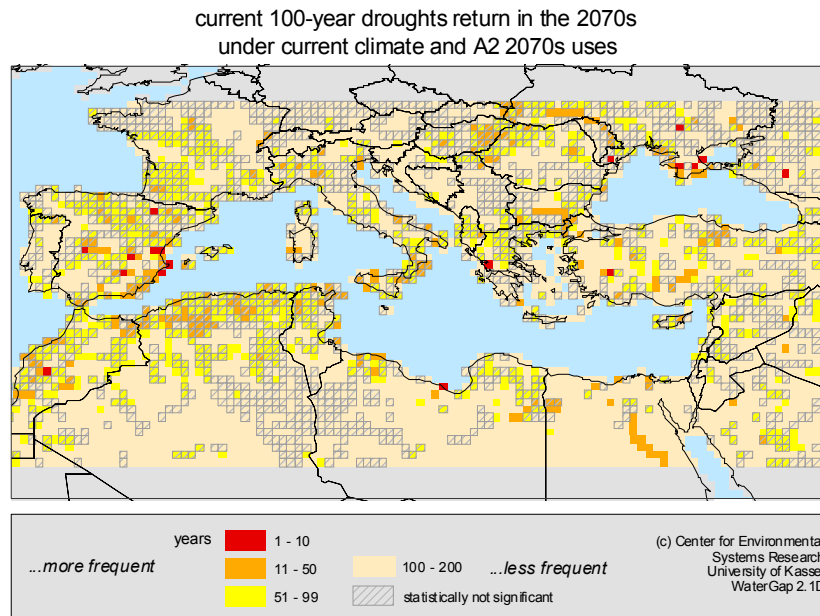 current 100-year droughts return in the 2070s
under current climate and A2 2070s uses
years
1 - 10
...more frequent
11 - 50
100 - 200
...less frequent
51 - 99
statistically not significant
(c) Center for Environmenta
Systems Research
University of Kasse
WaterGap 2.1D